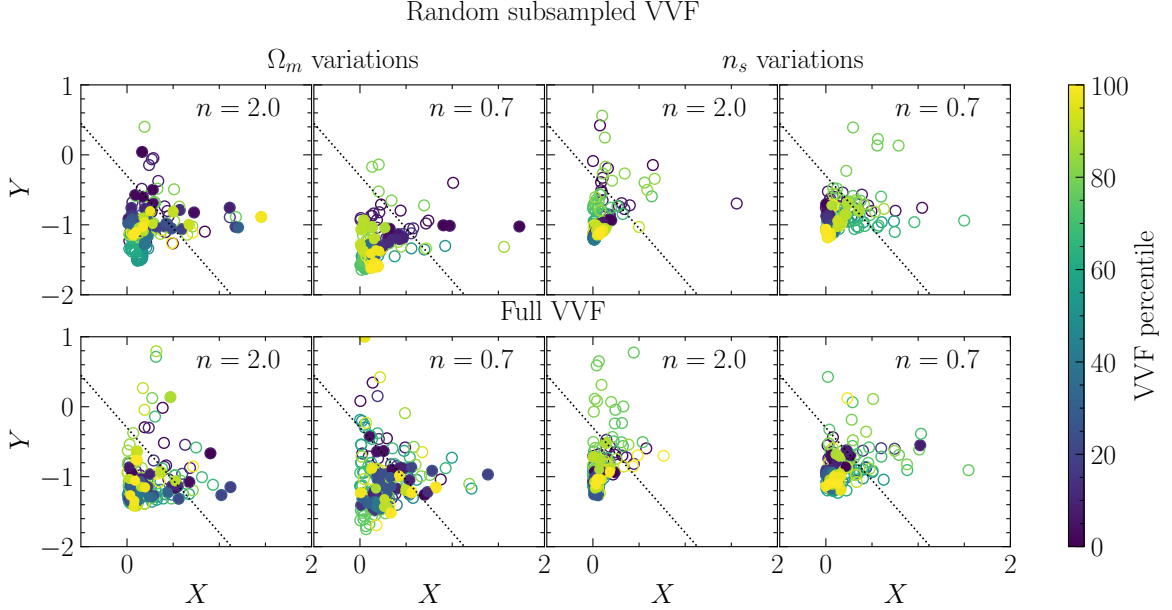 Random subsampled VVF
Ωₘ variations
nₛ variations
n = 2.0
n = 0.7
n = 2.0
n = 0.7
1
0
−1
−2
Y
Full VVF
n = 2.0
n = 0.7
n = 2.0
n = 0.7
1
0
−1
−2
Y
0
2
0
2
0
2
0
2
X
X
X
X
100
80
60
40
20
0
VVF percentile